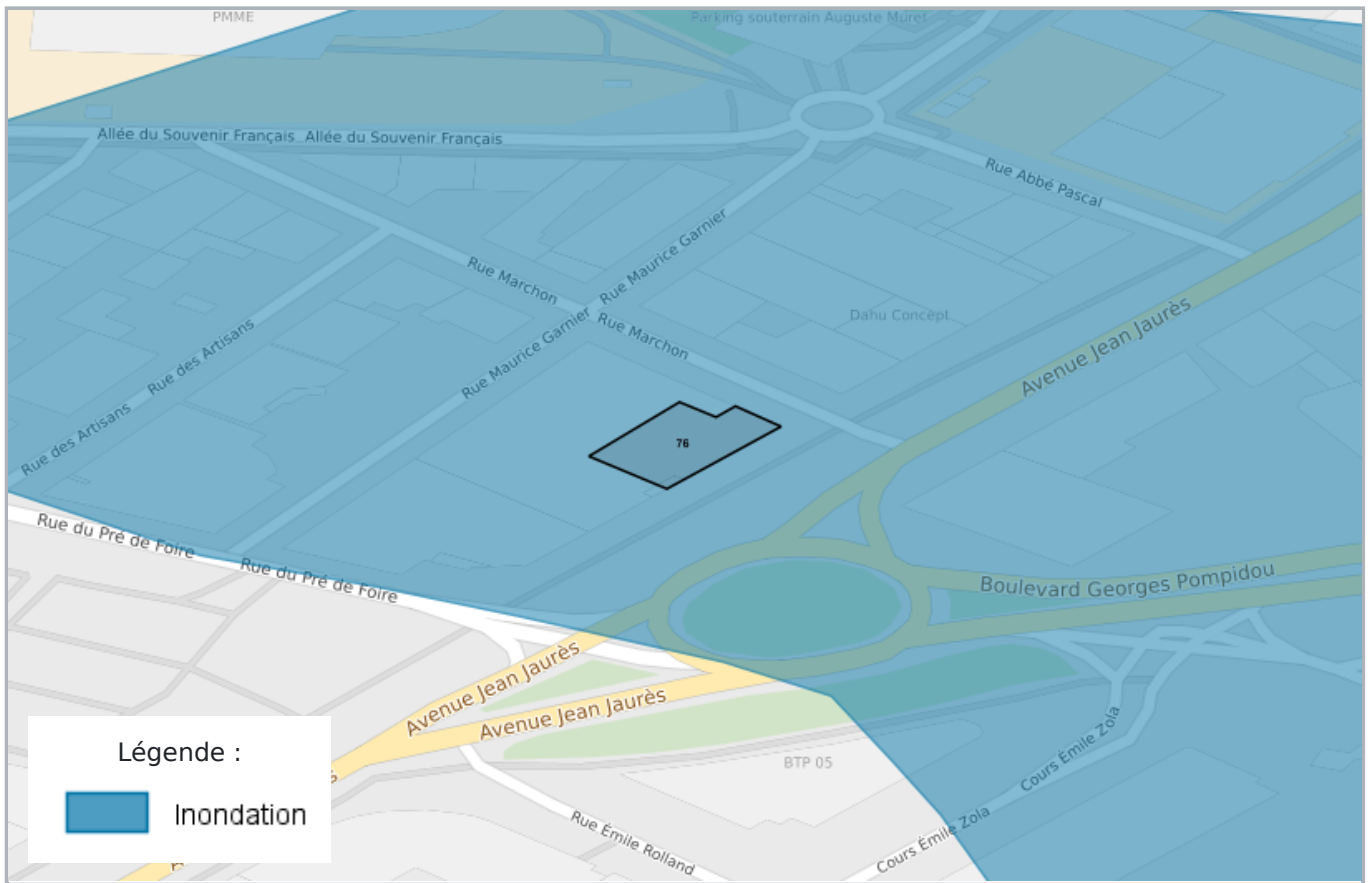 PMME
Parking souterrain Auguste Muret
Allée du Souvenir Français
Allée du Souvenir Français
Rue Abbé Pascal
Rue Maurice Garnier
Rue Marchon
Dahu Concept
Rue Marchon
Rue Maurice Garnier
Avenue Jean Jaurès
Rue des Artisans
Rue des Artisans
76
Rue du Pré de Foire
Rue du Pré de Foire
Boulevard Georges Pompidou
Avenue Jean Jaurès
Avenue Jean Jaurès
BTP 05
Cours Émile Zola
Cours Émile Zola
Rue Émile Rolland
Légende :
Inondation